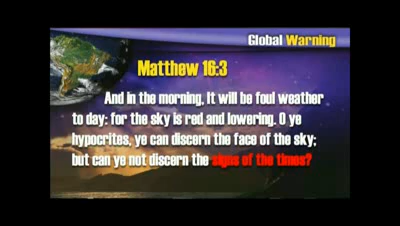 Global Warning
Matthew 16:3
And in the morning, It will be foul weather
to day: for the sky is red and lowering. O ye
hypocrites, ye can discern the face of the sky;
but can ye not discern the signs of the times?